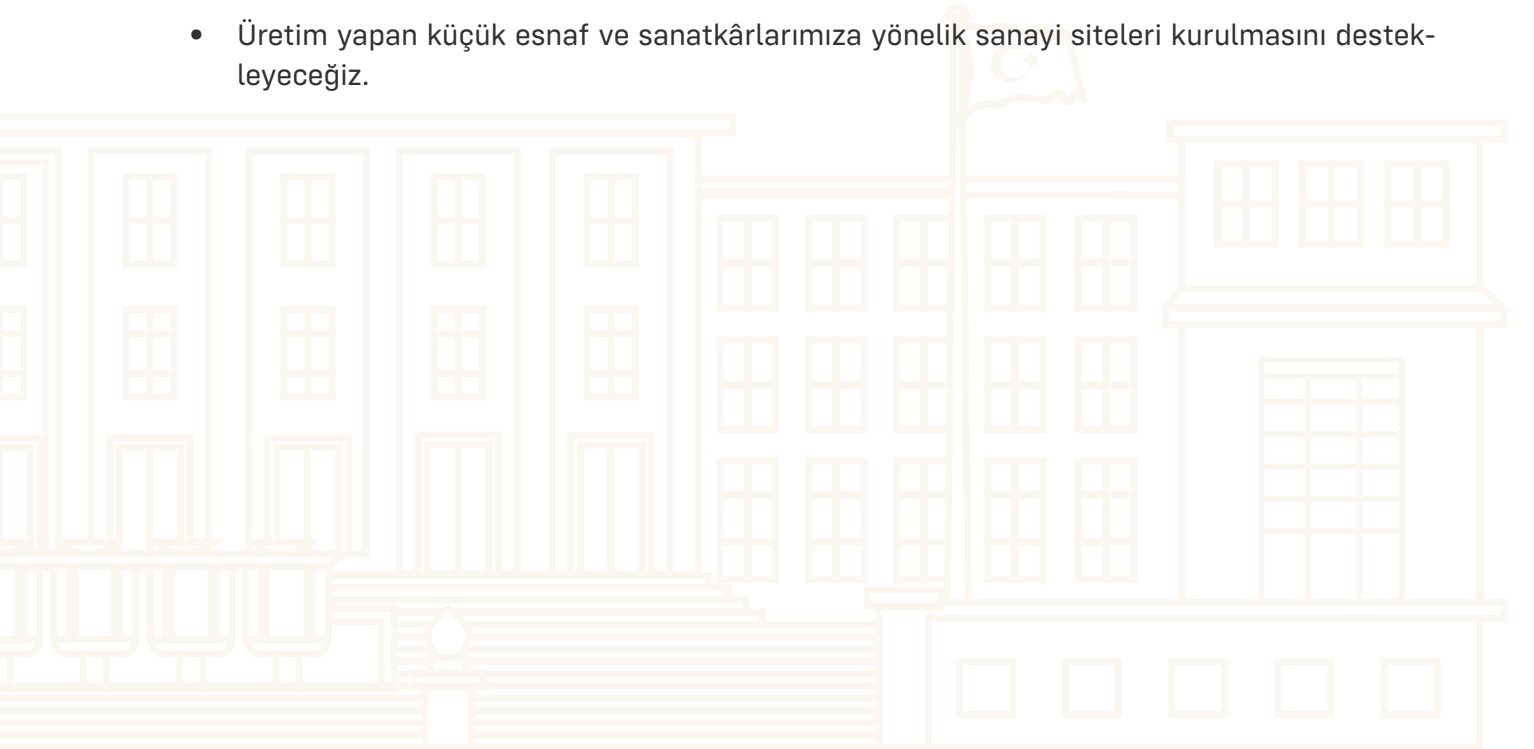 • Üretim yapan küçük esnaf ve sanatkârlarımıza yönelik sanayi siteleri kurulmasını destek-
leyeceğiz.